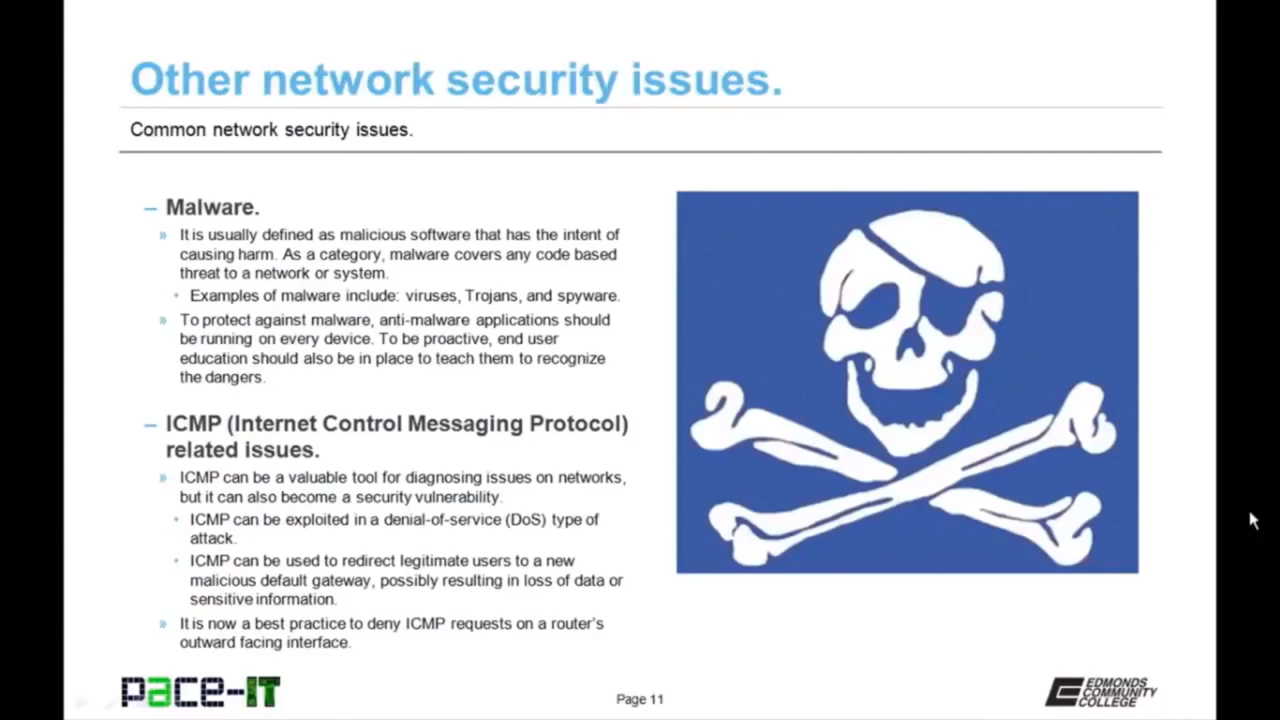 Other network security issues.
Common network security issues.
– Malware.
» It is usually defined as malicious software that has the intent of
causing harm. As a category, malware covers any code based
threat to a network or system.
• Examples of malware include: viruses, Trojans, and spyware.
» To protect against malware, anti-malware applications should
be running on every device. To be proactive, end user
education should also be in place to teach them to recognize
the dangers.
– ICMP (Internet Control Messaging Protocol)
related issues.
» ICMP can be a valuable tool for diagnosing issues on networks,
but it can also become a security vulnerability.
• ICMP can be exploited in a denial-of-service (DoS) type of
attack.
• ICMP can be used to redirect legitimate users to a new
malicious default gateway, possibly resulting in loss of data or
sensitive information.
» It is now a best practice to deny ICMP requests on a router's
outward facing interface.
PACE-IT
Page 11
EDMONDS
COMMUNITY
COLLEGE